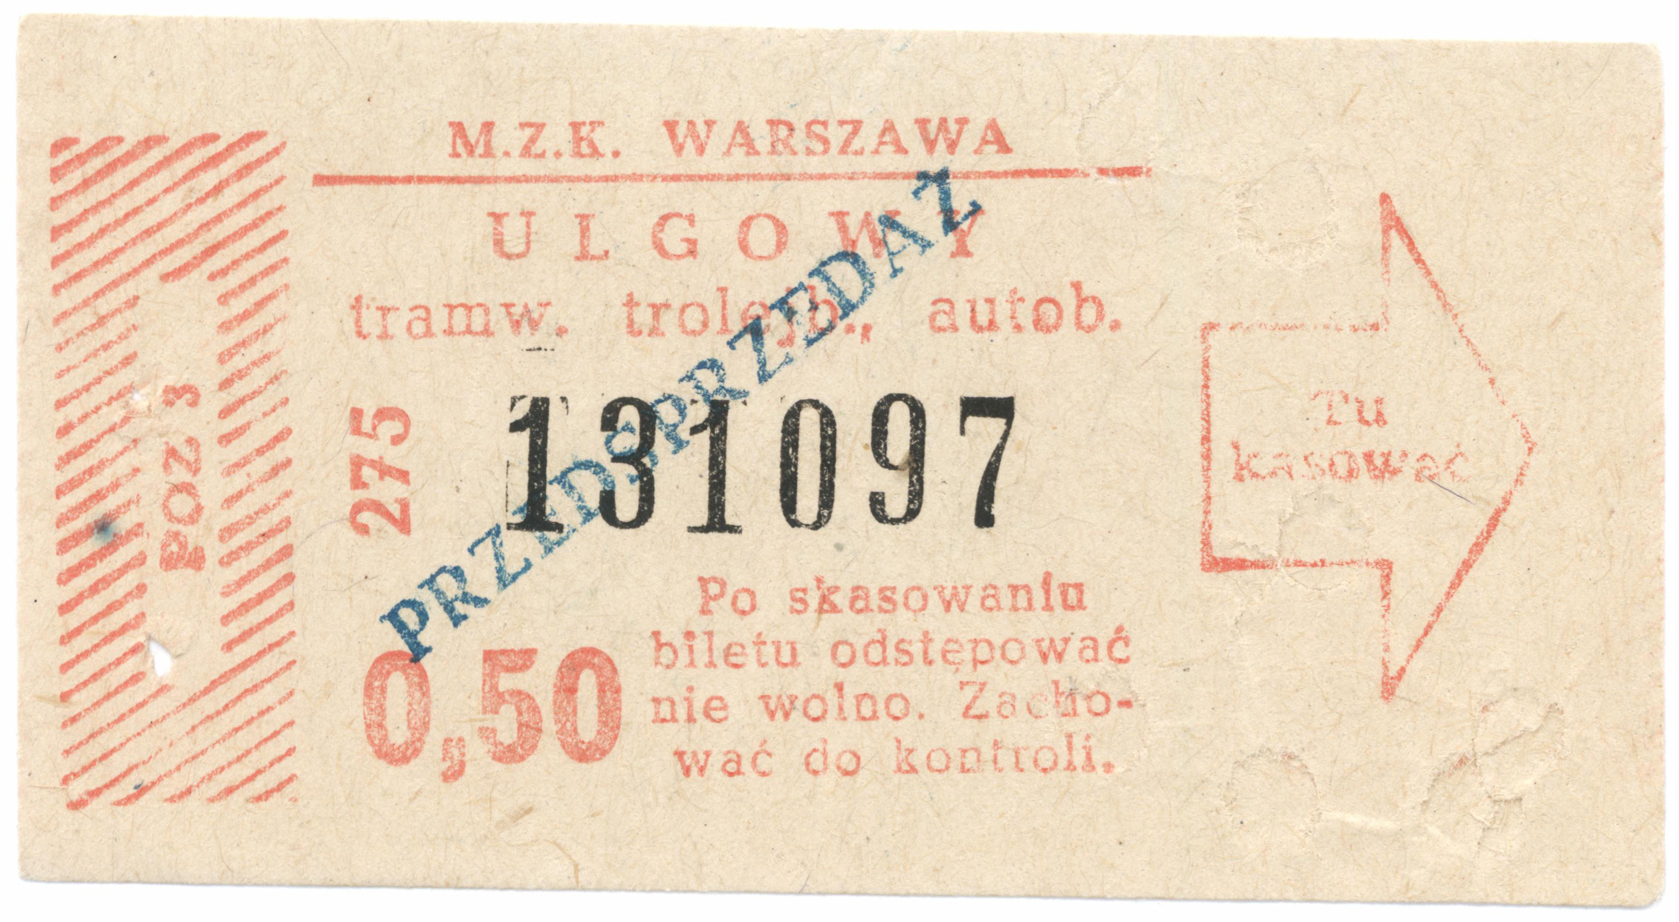 M.Z.K. WARSZAWA
ULGOWY
tramw. trolejb., autob.
POZ 3
275
131097
PRZEDSPRZEDAŻ
0,50
Po skasowaniu
biletu odstępować
nie wolno. Zacho-
wać do kontroli.
Tu
kasować